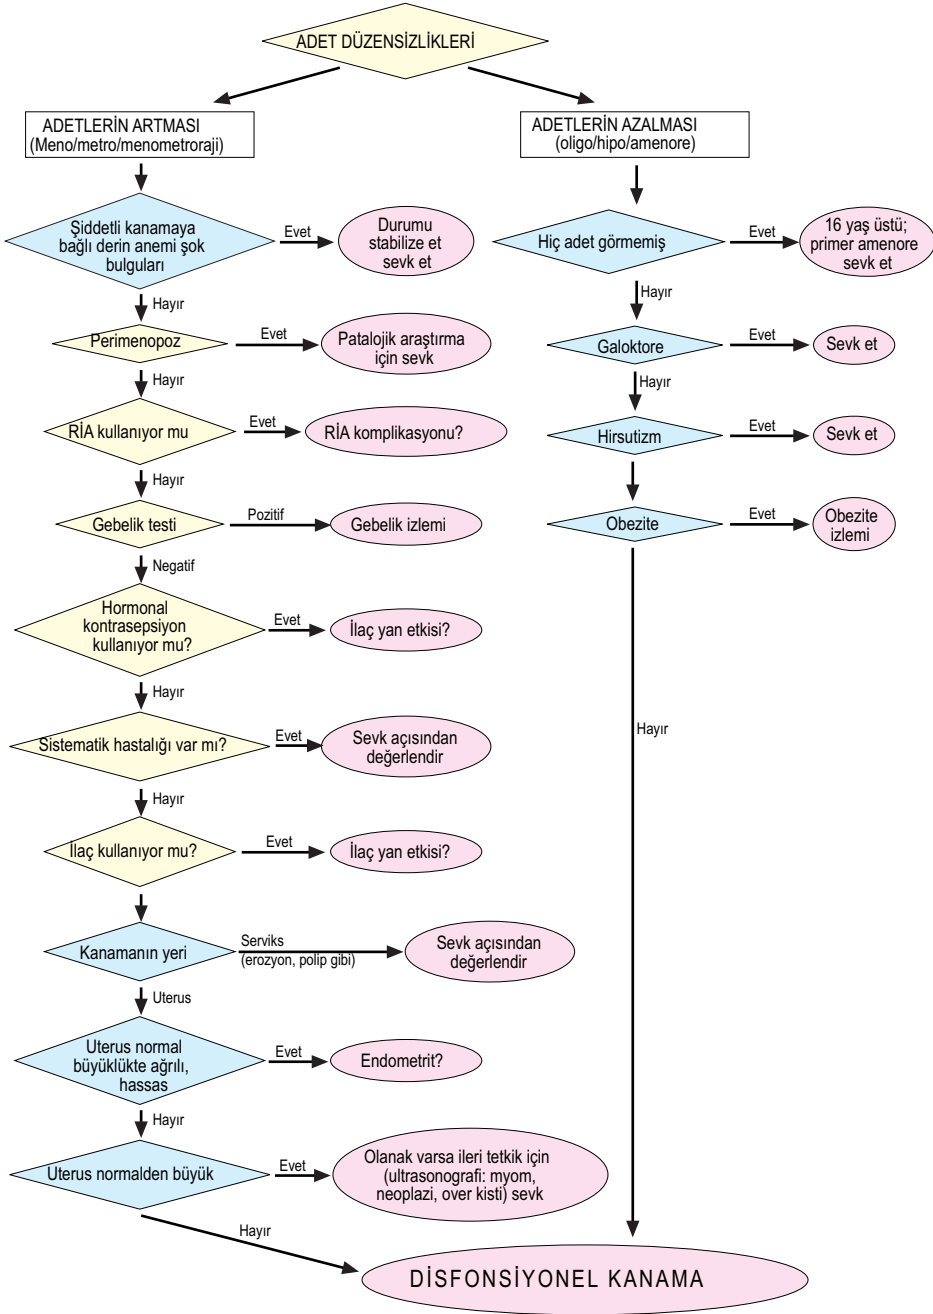 ADET DÜZENSİZLİKLERİ
ADETLERİN ARTMASI
(Meno/metro/menometroraji)
Şiddetli kanamaya
bağlı derin anemi şok
bulguları
Evet
Durumu
stabilize et
sevk et
Hayır
Perimenopoz
Evet
Patalojik araştırma
için sevk
Hayır
RİA kullanıyor mu
Evet
RİA komplikasyonu?
Hayır
Gebelik testi
Pozitif
Gebelik izlemi
Negatif
Hormonal
kontrasepsiyon
kullanıyor mu?
Evet
İlaç yan etkisi?
Hayır
Sistematik hastalığı var mı?
Evet
Sevk açısından
değerlendir
Hayır
İlaç kullanıyor mu?
Evet
İlaç yan etkisi?
Kanamanın yeri
Serviks
(erozyon, polip gibi)
Sevk açısından
değerlendir
Uterus
Uterus normal
büyüklükte ağrılı,
hassas
Evet
Endometrit?
Hayır
Uterus normalden büyük
Evet
Olanak varsa ileri tetkik için
(ultrasonografi: myom,
neoplazi, over kisti) sevk
Hayır
ADETLERİN AZALMASI
(oligo/hipo/amenore)
Hiç adet görmemiş
Evet
16 yaş üstü;
primer amenore
sevk et
Hayır
Galoktore
Evet
Sevk et
Hayır
Hirsutizm
Evet
Sevk et
Obezite
Evet
Obezite
izlemi
Hayır
DİSFONSİYONEL KANAMA